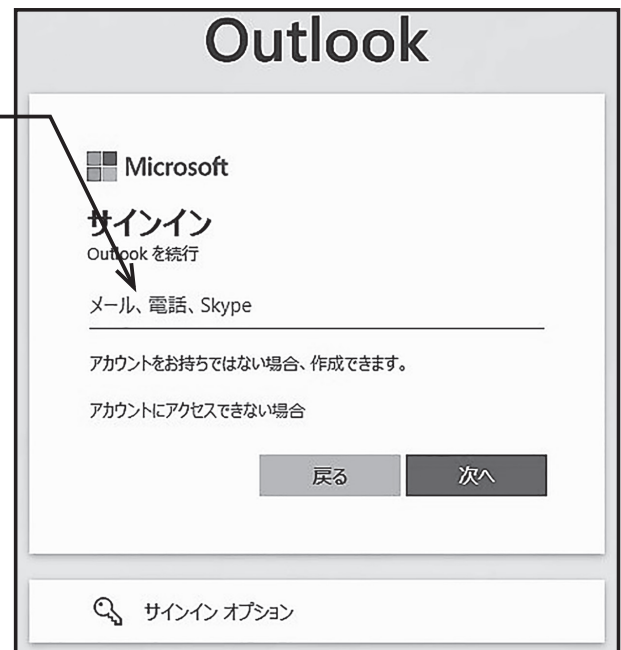 Outlook
Microsoft
サインイン
Outlook を続行
メール、電話、Skype
アカウントをお持ちではない場合、作成できます。
アカウントにアクセスできない場合
戻る
次へ
サインイン オプション